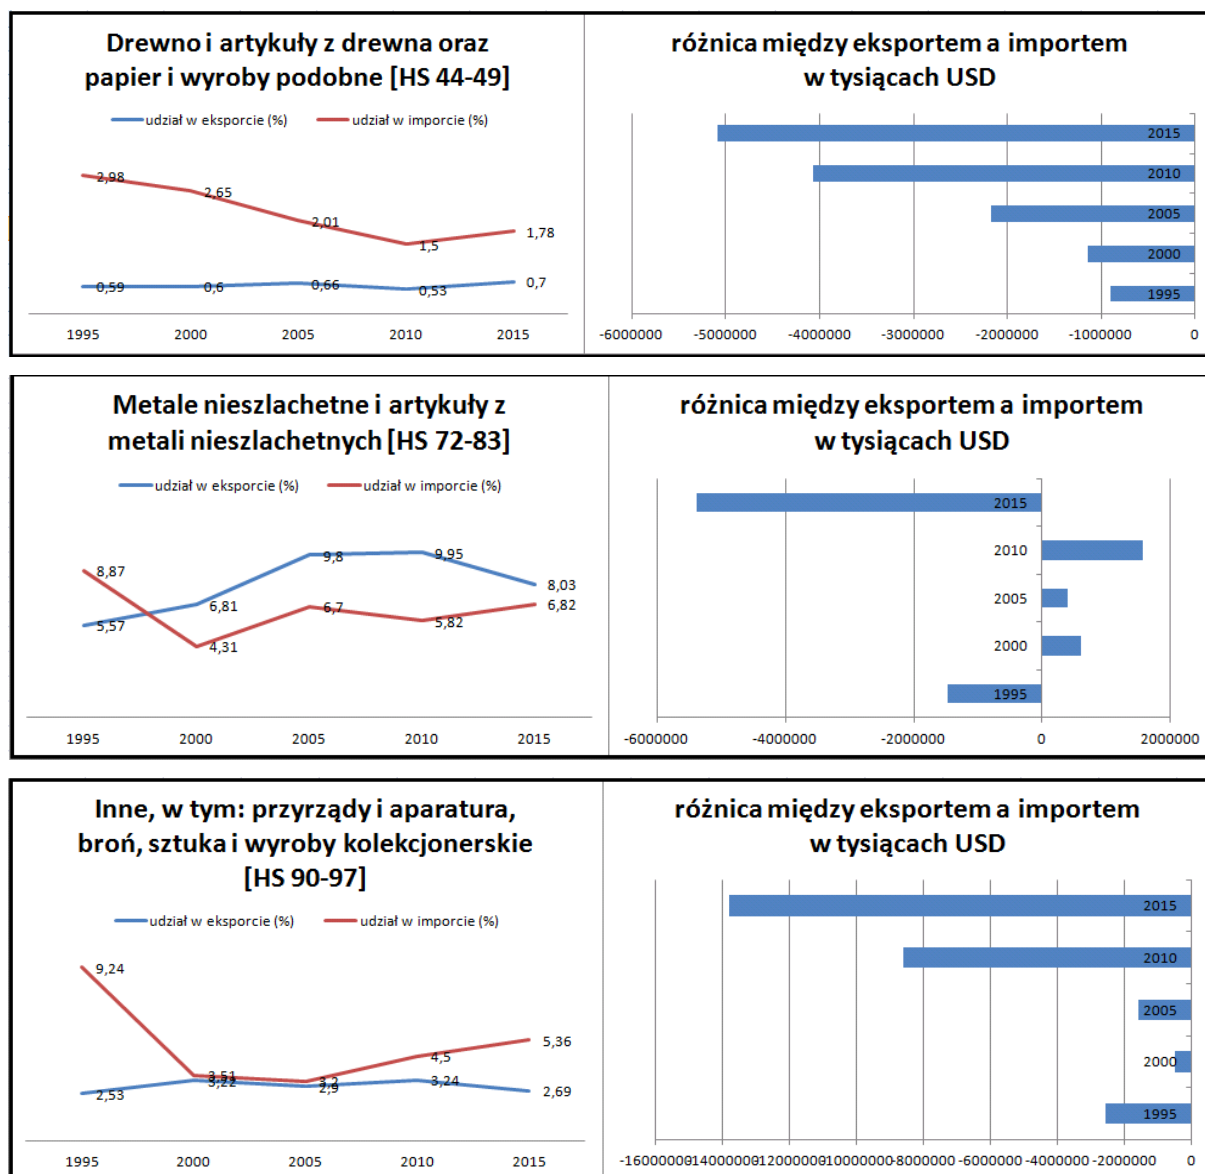 Drewno i artykuły z drewna oraz
papier i wyroby podobne [HS 44-49]
udział w eksporcie (%) udział w imporcie (%)
2,98
2,65
2,01
1,5
1,78
0,59
0,6
0,66
0,53
0,7
1995 2000 2005 2010 2015
różnica między eksportem a importem
w tysiącach USD
2015
2010
2005
2000
1995
-6000000 -5000000 -4000000 -3000000 -2000000 -1000000 0
Metale nieszlachetne i artykuły z
metali nieszlachetnych [HS 72-83]
udział w eksporcie (%) udział w imporcie (%)
8,87
4,31
6,7
5,82
6,82
5,57
6,81
9,8
9,95
8,03
1995 2000 2005 2010 2015
różnica między eksportem a importem
w tysiącach USD
2015
2010
2005
2000
1995
-6000000 -4000000 -2000000 0 2000000
Inne, w tym: przyrządy i aparatura,
broń, sztuka i wyroby kolekcjonerskie
[HS 90-97]
udział w eksporcie (%) udział w imporcie (%)
9,24
3,51
3,2
4,5
5,36
2,53
3,22
2,9
3,24
2,69
1995 2000 2005 2010 2015
różnica między eksportem a importem
w tysiącach USD
2015
2010
2005
2000
1995
-16000000 -14000000 -12000000 -10000000 -8000000 -6000000 -4000000 -2000000 0